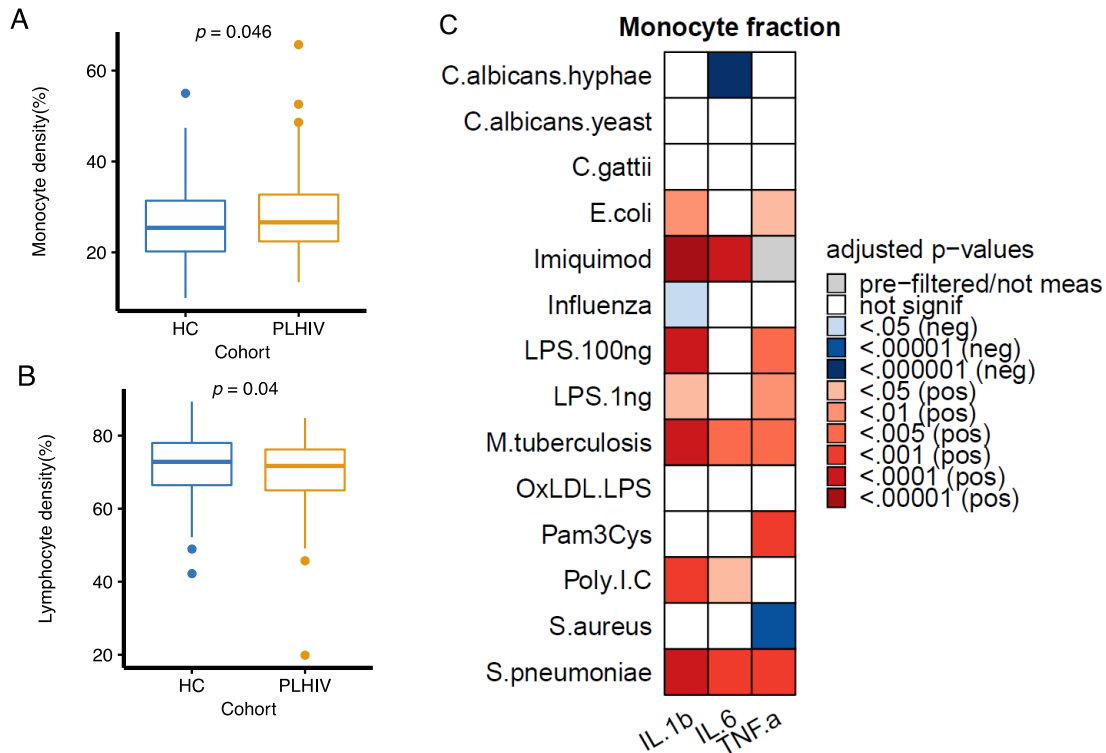 A
p = 0.046
60
40
20
Monocyte density(%)
HC PLHIV
Cohort
B
p = 0.04
80
60
40
20
Lymphocyte density(%)
HC PLHIV
Cohort
C
Monocyte fraction
C.albicans.hyphae
C.albicans.yeast
C.gattii
E.coli
Imiquimod
Influenza
LPS.100ng
LPS.1ng
M.tuberculosis
OxLDL.LPS
Pam3Cys
Poly.I.C
S.aureus
S.pneumoniae
IL.1b IL.6 TNF.a
adjusted p−values
pre−filtered/not meas
not signif
<.05 (neg)
<.00001 (neg)
<.000001 (neg)
<.05 (pos)
<.01 (pos)
<.005 (pos)
<.001 (pos)
<.0001 (pos)
<.00001 (pos)